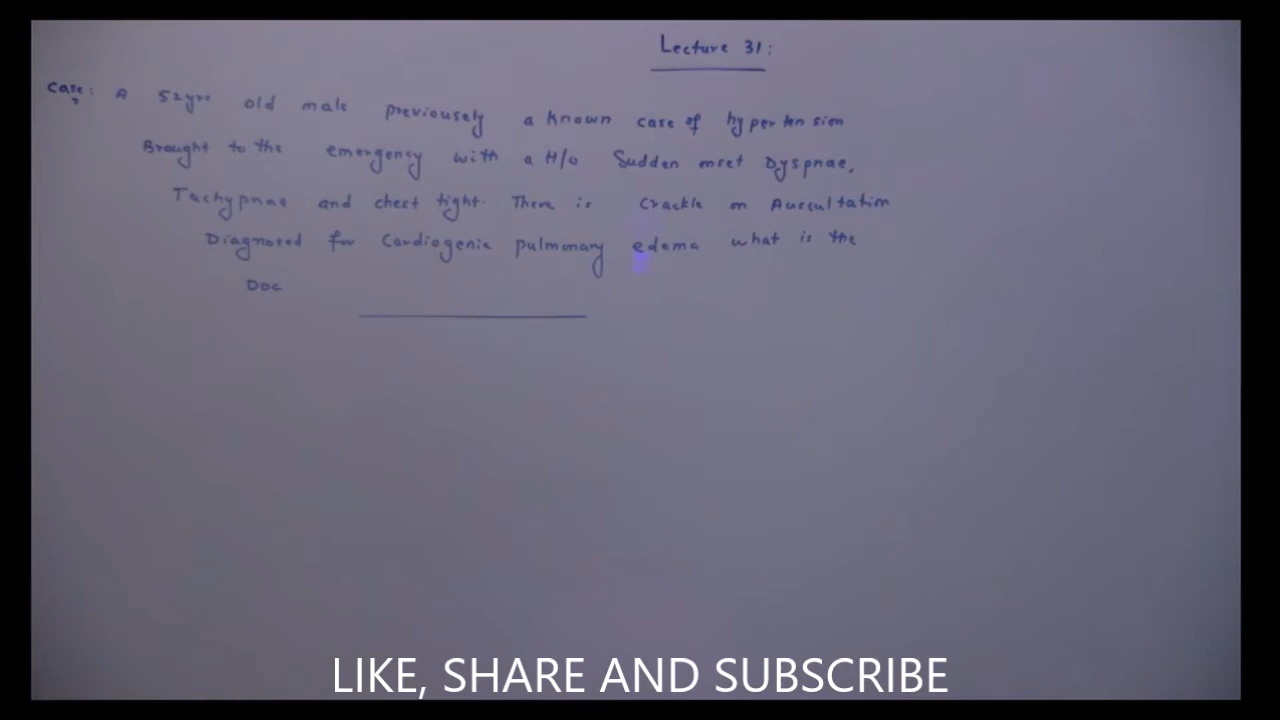 Lecture 31:
Case: A 52yrs old male previousely a known case of hypertension
Brought to the emergency with a H/o Sudden onset Dyspnae,
Tachypnae and chest tight. There is Crackle on Auscultation
Diagnosed for Cardiogenic pulmonary edema what is the
Doc
LIKE, SHARE AND SUBSCRIBE